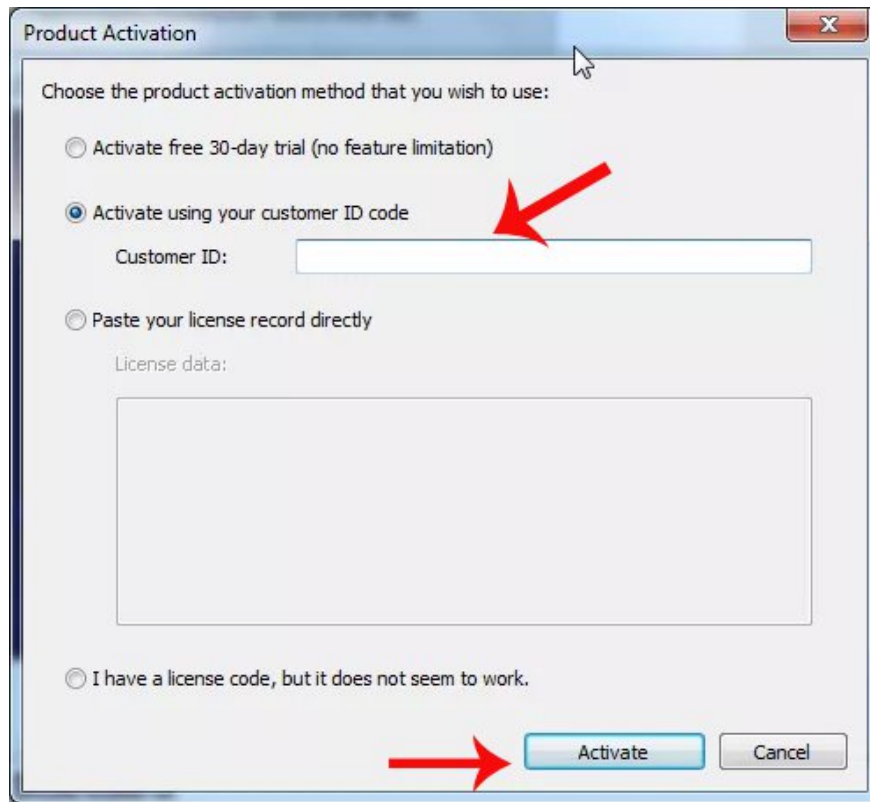 Product Activation
Choose the product activation method that you wish to use:
Activate free 30-day trial (no feature limitation)
Activate using your customer ID code
Customer ID:
Paste your license record directly
License data:
I have a license code, but it does not seem to work.
Activate Cancel